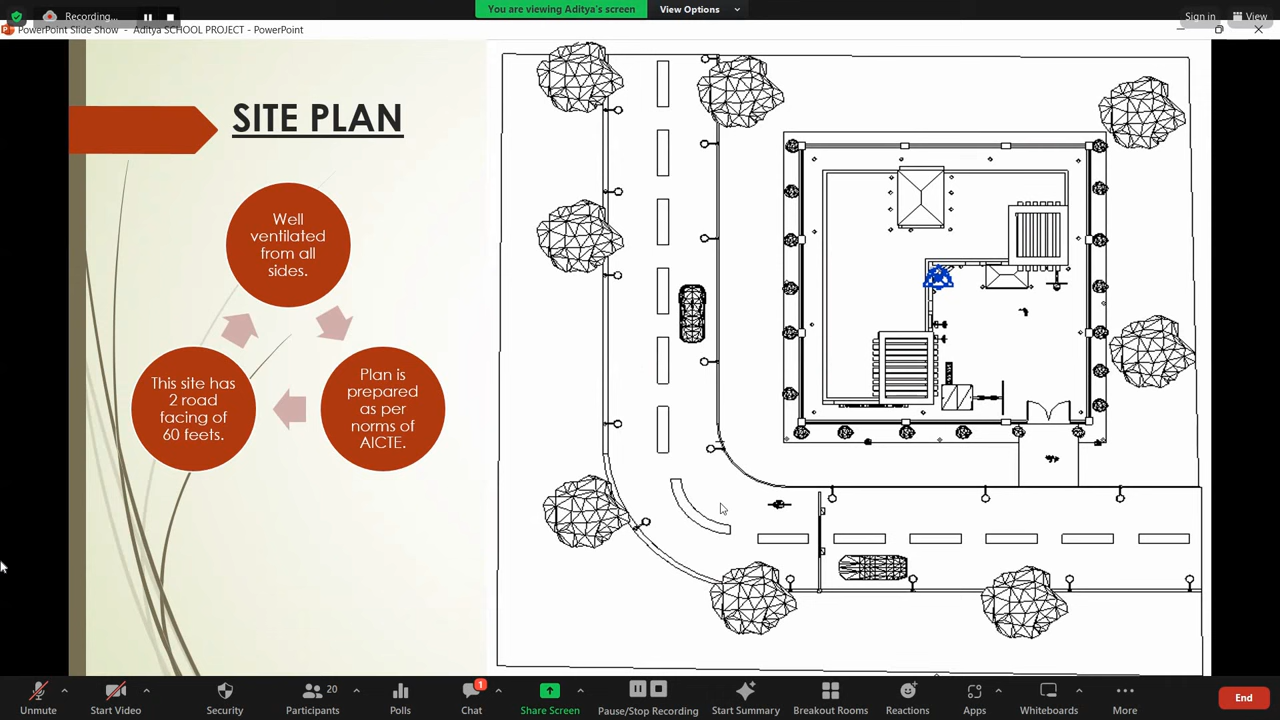 Recording...
You are viewing Aditya's screen
View Options
Sign in
View
PowerPoint Slide Show - Aditya SCHOOL PROJECT - PowerPoint
SITE PLAN
Well
ventilated
from all
sides.
This site has
2 road
facing of
60 feets.
Plan is
prepared
as per
norms of
AICTE.
Unmute
Start Video
Security
20
Participants
Polls
1
Chat
Share Screen
Pause/Stop Recording
Start Summary
Breakout Rooms
Reactions
Apps
Whiteboards
More
End